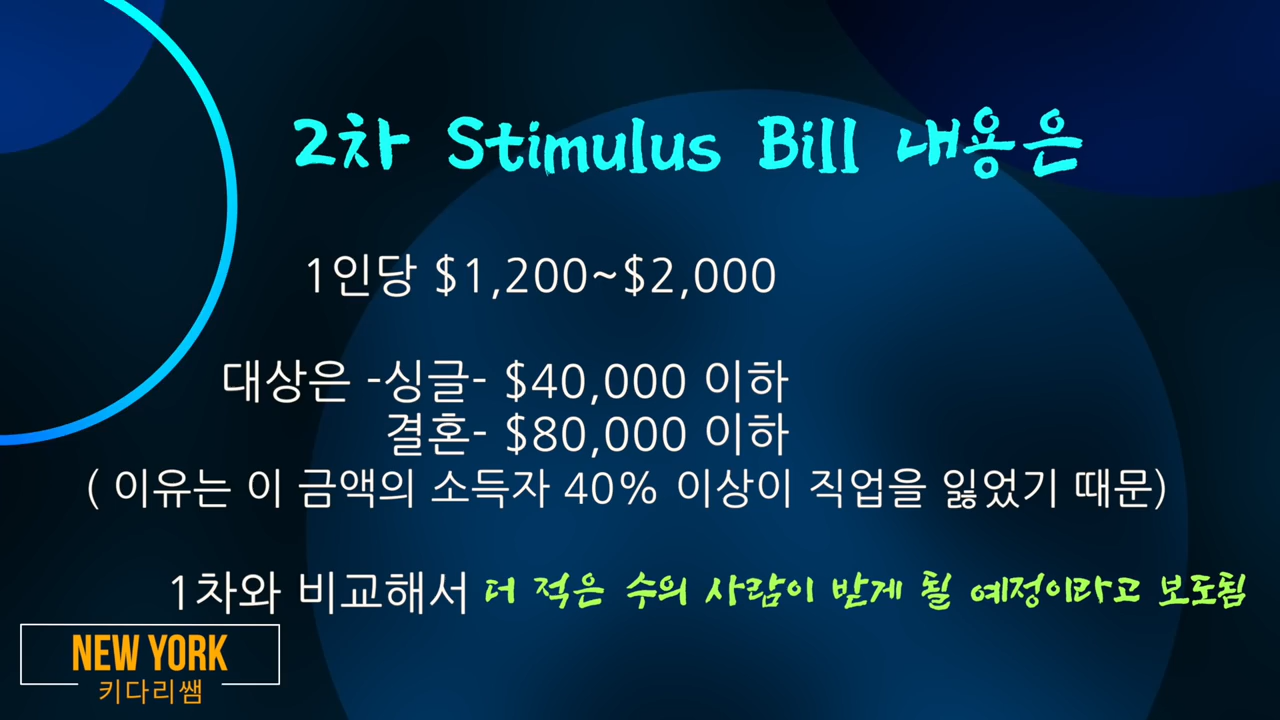 2차 Stimulus Bill 내용은
1인당 $1,200~$2,000
대상은 -싱글- $40,000 이하
결혼- $80,000 이하
( 이유는 이 금액의 소득자 40% 이상이 직업을 잃었기 때문)
1차와 비교해서 더 적은 수의 사람이 받게 될 예정이라고 보도됨
NEW YORK
키다리쌤